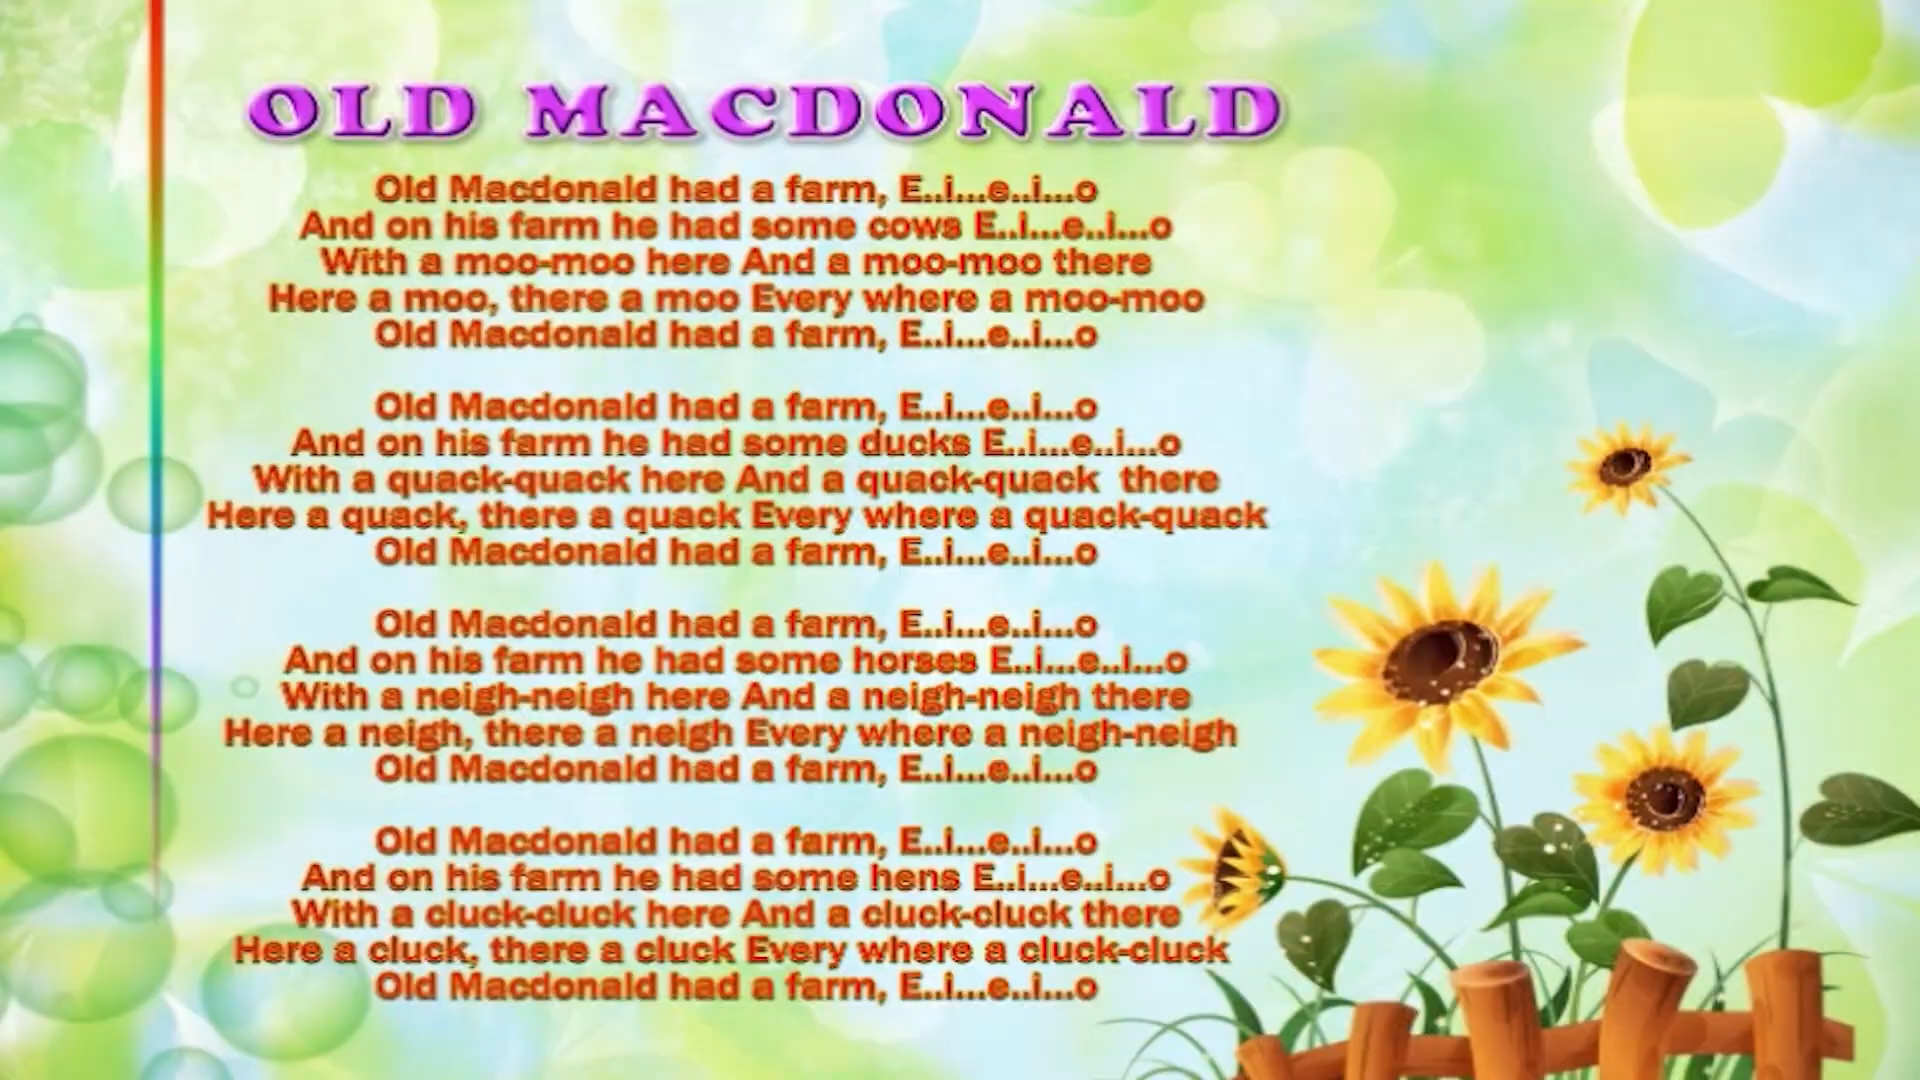 OLD MACDONALD
Old Macdonald had a farm, E..i...e..i...o
And on his farm he had some cows E..i...e..i...o
With a moo-moo here And a moo-moo there
Here a moo, there a moo Every where a moo-moo
Old Macdonald had a farm, E..i...e..i...o
Old Macdonald had a farm, E..i...e..i...o
And on his farm he had some ducks E..i...e..i...o
With a quack-quack here And a quack-quack  there
Here a quack, there a quack Every where a quack-quack
Old Macdonald had a farm, E..i...e..i...o
Old Macdonald had a farm, E..i...e..i...o
And on his farm he had some horses E..i...e..i...o
With a neigh-neigh here And a neigh-neigh there
Here a neigh, there a neigh Every where a neigh-neigh
Old Macdonald had a farm, E..i...e..i...o
Old Macdonald had a farm, E..i...e..i...o
And on his farm he had some hens E..i...e..i...o
With a cluck-cluck here And a cluck-cluck there
Here a cluck, there a cluck Every where a cluck-cluck
Old Macdonald had a farm, E..i...e..i...o